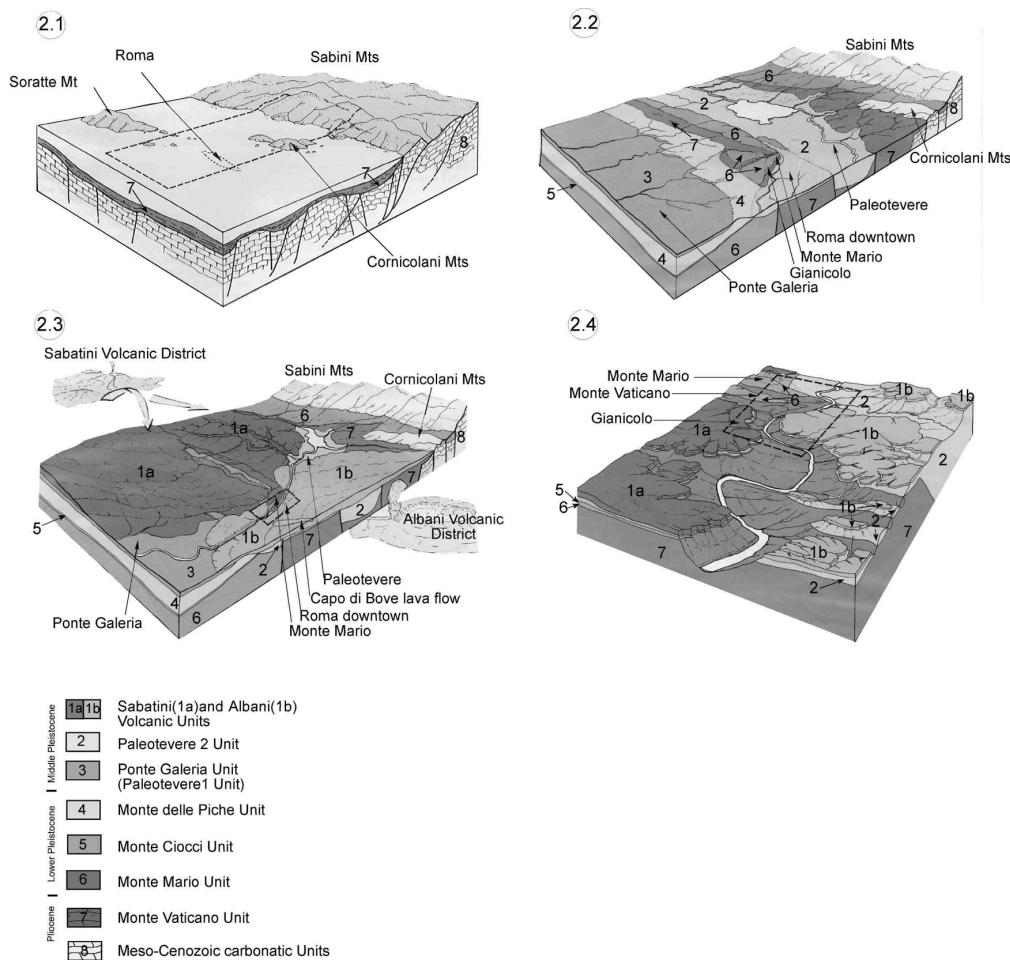 2.1
Roma
Sabini Mts
Soratte Mt
7
7
8
Cornicolani Mts
2.2
Sabini Mts
6
2
8
7
6
2
7
Cornicolani Mts
3
6
4
5
7
Paleotevere
Roma downtown
Monte Mario
Gianicolo
Ponte Galeria
4
6
2.3
Sabatini Volcanic District
Sabini Mts
Cornicolani Mts
6
1a
7
8
1a
1b
7
2
5
1b
Albani Volcanic
District
7
3
2
Paleotevere
4
Capo di Bove lava flow
Roma downtown
Ponte Galeria
6
Monte Mario
2.4
Monte Mario
1b
1b
Monte Vaticano
6
2
Gianicolo
1a
1b
2
1a
5
6
1b
2
7
7
1b
2
1a
1b
Sabatini(1a)and Albani(1b)
Volcanic Units
2
Paleotevere 2 Unit
3
Ponte Galeria Unit
(Paleotevere1 Unit)
4
Monte delle Piche Unit
5
Monte Ciocci Unit
6
Monte Mario Unit
7
Monte Vaticano Unit
8
Meso-Cenozoic carbonatic Units
Middle Pleistocene
Lower Pleistocene
Pliocene